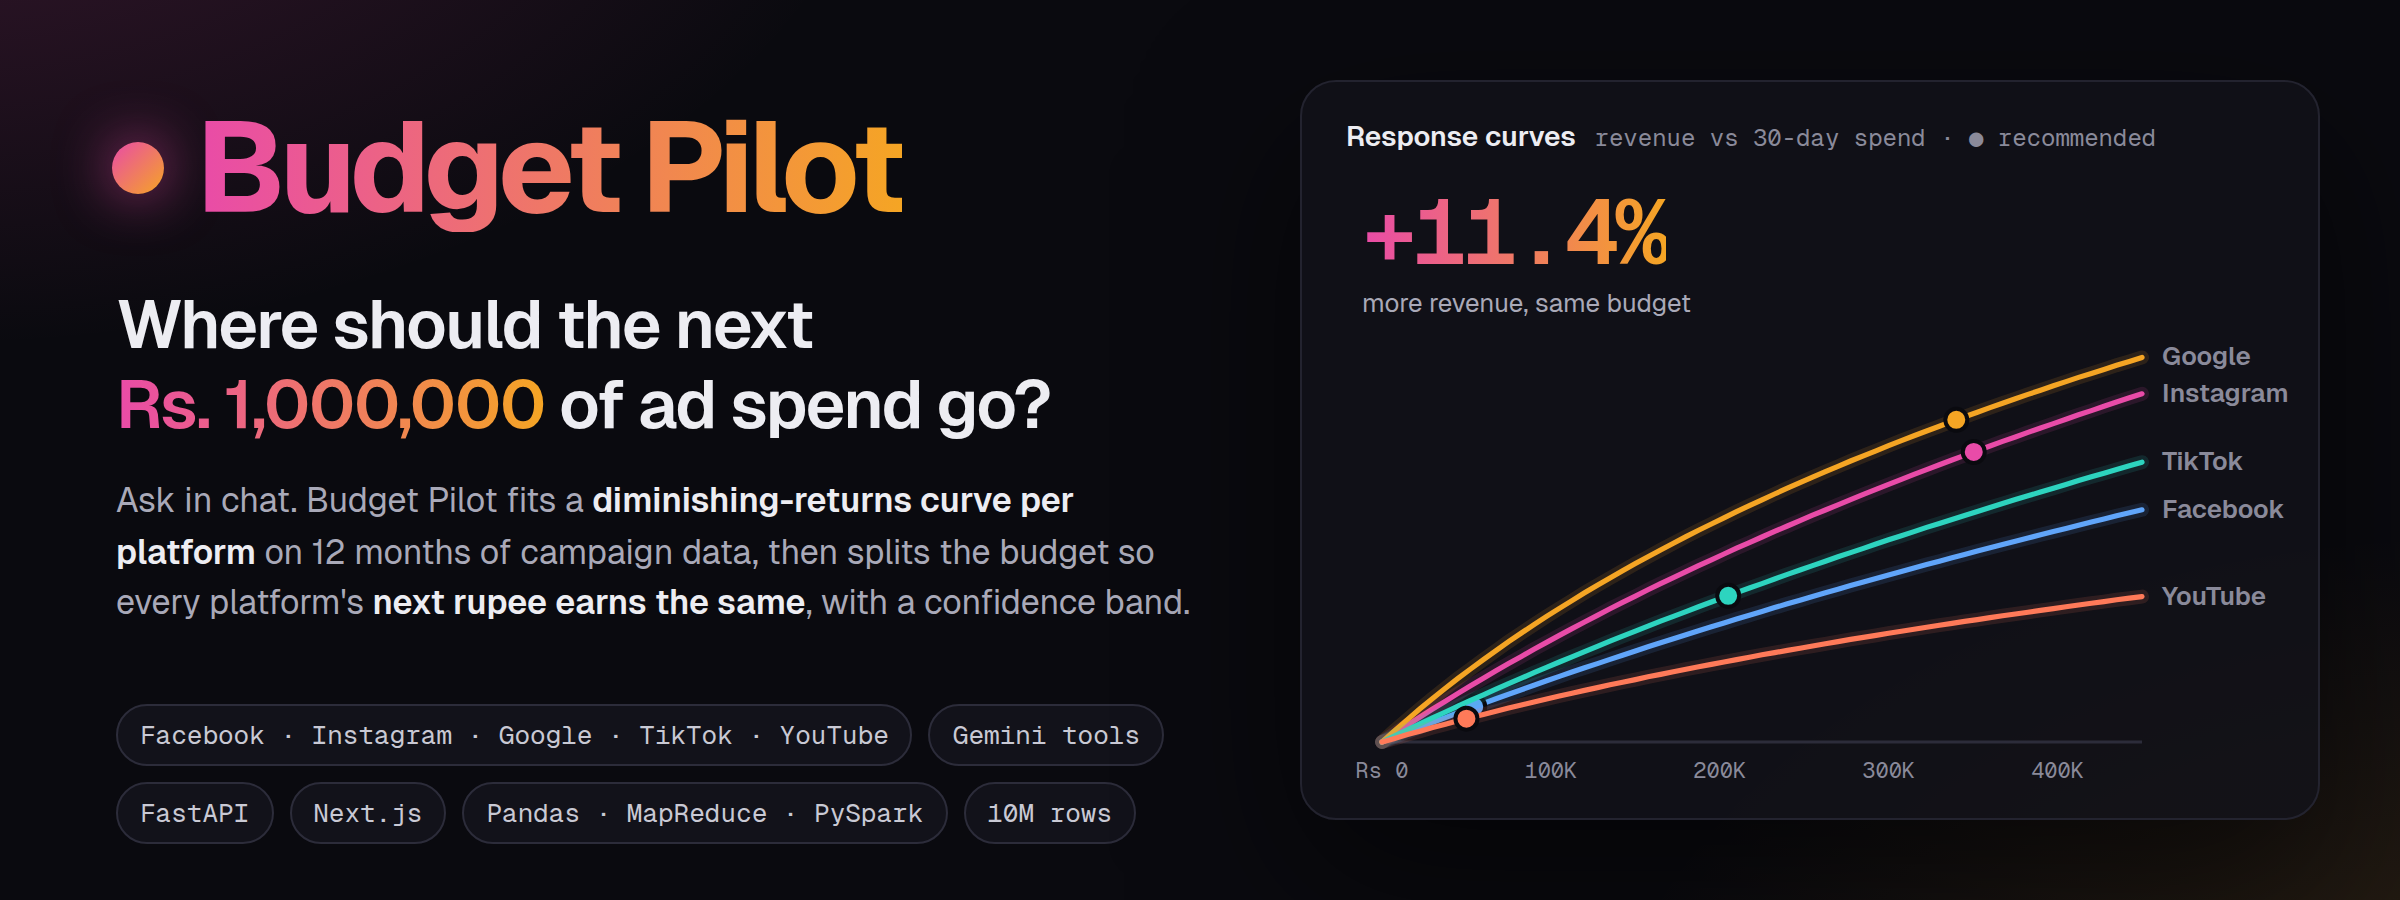 Budget Pilot
Where should the next
Rs. 1,000,000 of ad spend go?
Ask in chat. Budget Pilot fits a diminishing-returns curve per
platform on 12 months of campaign data, then splits the budget so
every platform's next rupee earns the same, with a confidence band.
Facebook · Instagram · Google · TikTok · YouTube
Gemini tools
FastAPI
Next.js
Pandas · MapReduce · PySpark
10M rows
Response curves revenue vs 30-day spend · ● recommended
+11.4%
more revenue, same budget
Google
Instagram
TikTok
Facebook
YouTube
Rs 0 100K 200K 300K 400K